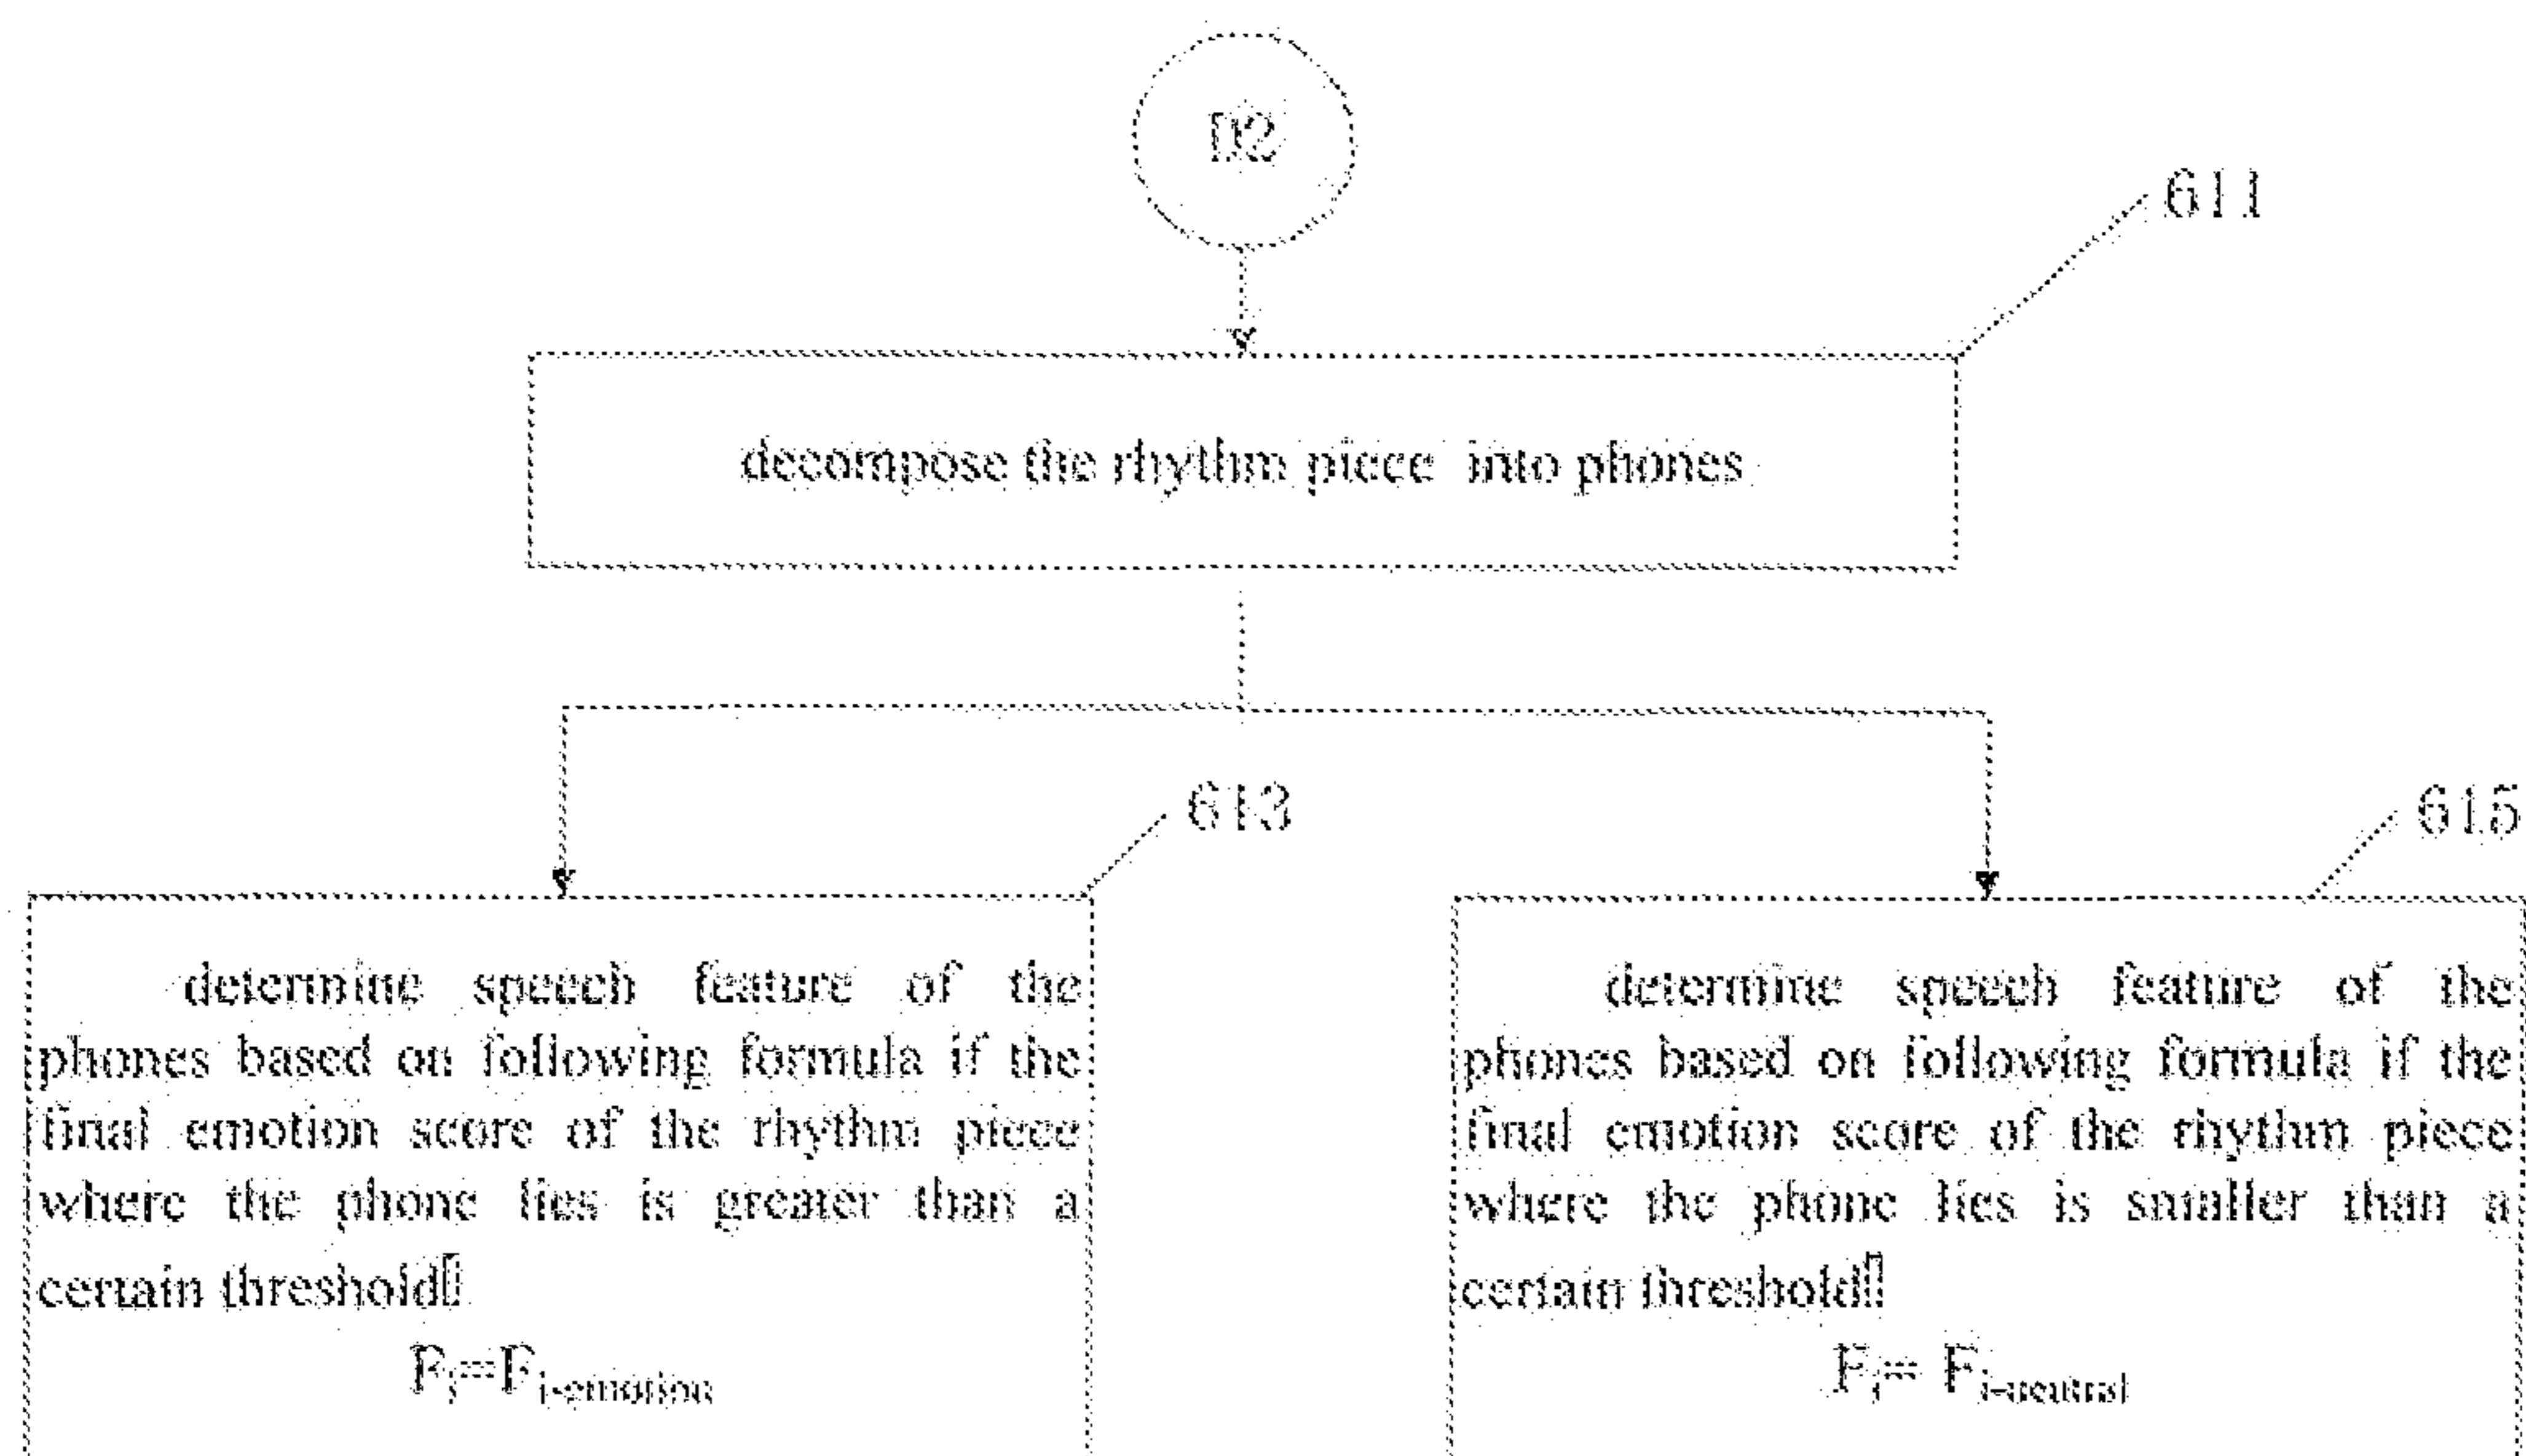 D2
611
decompose the rhythm piece into phones
613
determine speech feature of the
phones based on following formula if the
final emotion score of the rhythm piece
where the phone lies is greater than a
certain threshold
Fi=Fi-emotion
615
determine speech feature of the
phones based on following formula if the
final emotion score of the rhythm piece
where the phone lies is smaller than a
certain threshold
Fi= Fi-neutral